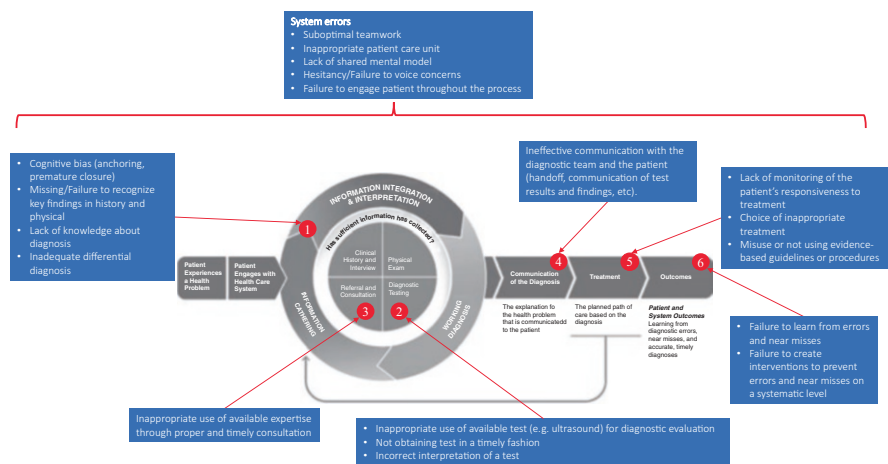 System errors
• Suboptimal teamwork
• Inappropriate patient care unit
• Lack of shared mental model
• Hesitancy/Failure to voice concerns
• Failure to engage patient throughout the process
• Cognitive bias (anchoring,
premature closure)
• Missing/Failure to recognize
key findings in history and
physical
• Lack of knowledge about
diagnosis
• Inadequate differential
diagnosis
Ineffective communication with the
diagnostic team and the patient
(handoff, communication of test
results and findings, etc).
• Lack of monitoring of the
patient's responsiveness to
treatment
• Choice of inappropriate
treatment
• Misuse or not using evidence-
based guidelines or procedures
INFORMATION INTEGRATION
& INTERPRETATION
Has sufficient information has collected?
1
Clinical
History and
Interview
Physical
Exam
Referral and
Consultation
Diagnostic
Testing
3
2
INFORMATION
CATHERING
WORKING
DIAGNOSIS
Patient
Experiences
a Health
Problem
Patient
Engages with
Health Care
System
4
5
6
Communication
of the Diagnosis
Treatment
Outcomes
The explanation fo
the health problem
that is communicatedd
to the patient
The planned path of
care based on the
diagnosis
Patient and
System Outcomes
Learning from
diagnostic errors,
near misses, and
accurate, timely
diagnoses
• Failure to learn from errors
and near misses
• Failure to create
interventions to prevent
errors and near misses on
a systematic level
Inappropriate use of available expertise
through proper and timely consultation
• Inappropriate use of available test (e.g. ultrasound) for diagnostic evaluation
• Not obtaining test in a timely fashion
• Incorrect interpretation of a test